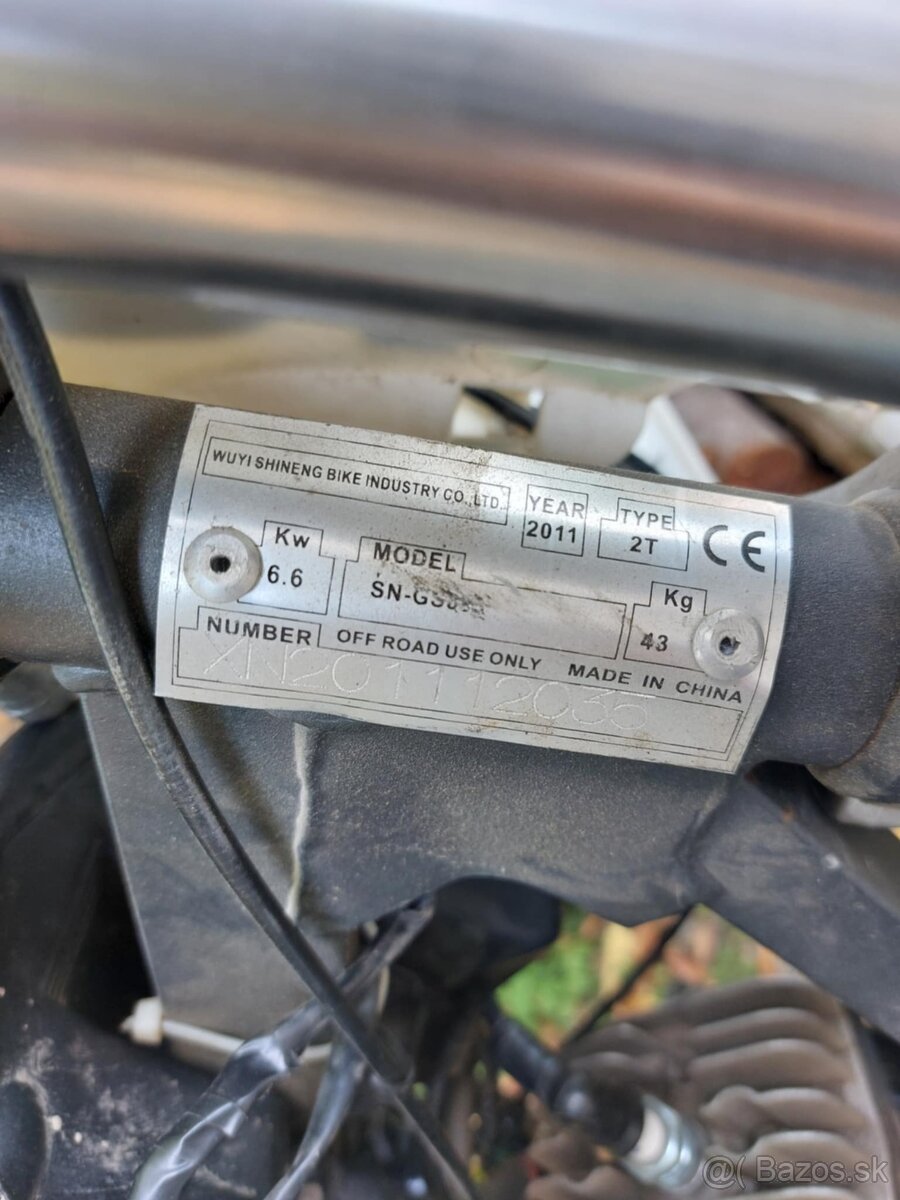 WUYI SHINENG BIKE INDUSTRY CO.,LTD.
YEAR
2011
TYPE
2T
CE
Kw
6.6
MODEL
Kg
43
NUMBER
OFF ROAD USE ONLY
MADE IN CHINA
XN201112035
@( Bazos.sk